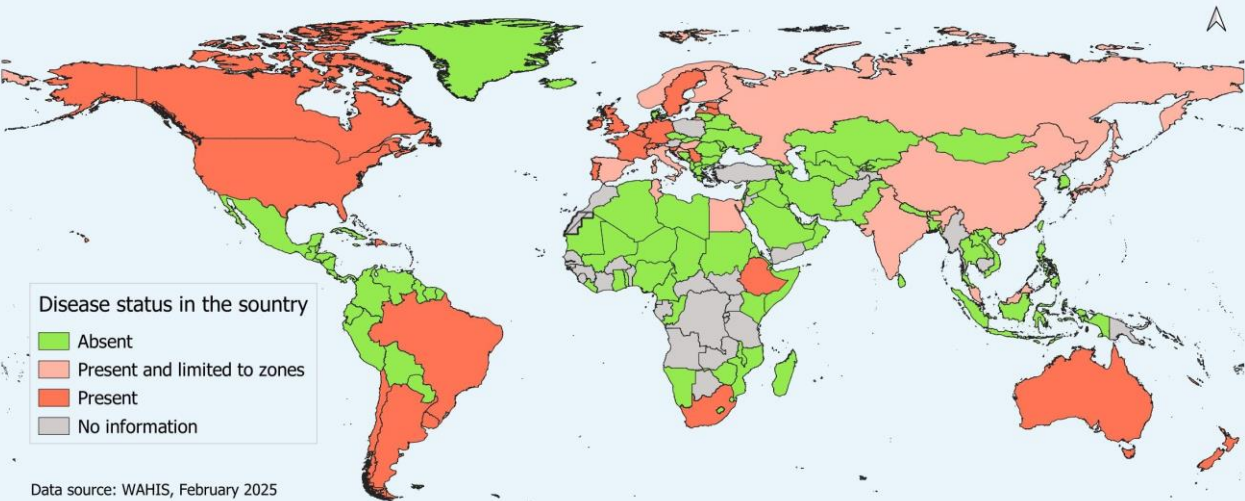 Disease status in the sountry
Absent
Present and limited to zones
Present
No information
Data source: WAHIS, February 2025